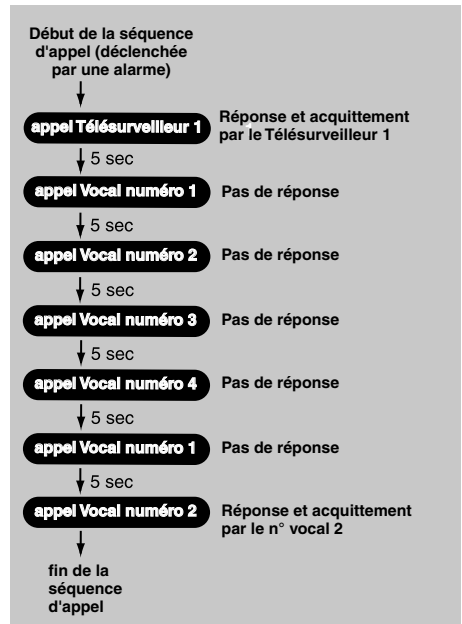 Début de la séquence
d'appel (déclenchée
par une alarme)
appel Télésurveilleur 1
Réponse et acquittement
par le Télésurveilleur 1
5 sec
appel Vocal numéro 1
Pas de réponse
5 sec
appel Vocal numéro 2
Pas de réponse
5 sec
appel Vocal numéro 3
Pas de réponse
5 sec
appel Vocal numéro 4
Pas de réponse
5 sec
appel Vocal numéro 1
Pas de réponse
5 sec
appel Vocal numéro 2
Réponse et acquittement
par le n° vocal 2
fin de la
séquence
d'appel